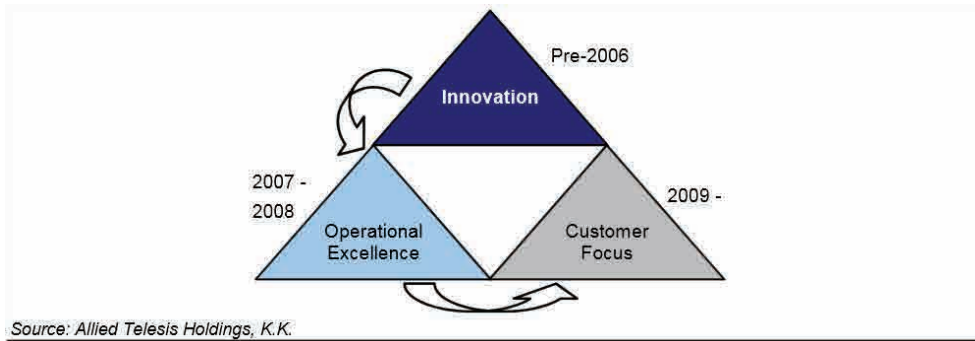 Pre-2006
Innovation
2007 -
2008
Operational
Excellence
Customer
Focus
2009 -
Source: Allied Telesis Holdings, K.K.